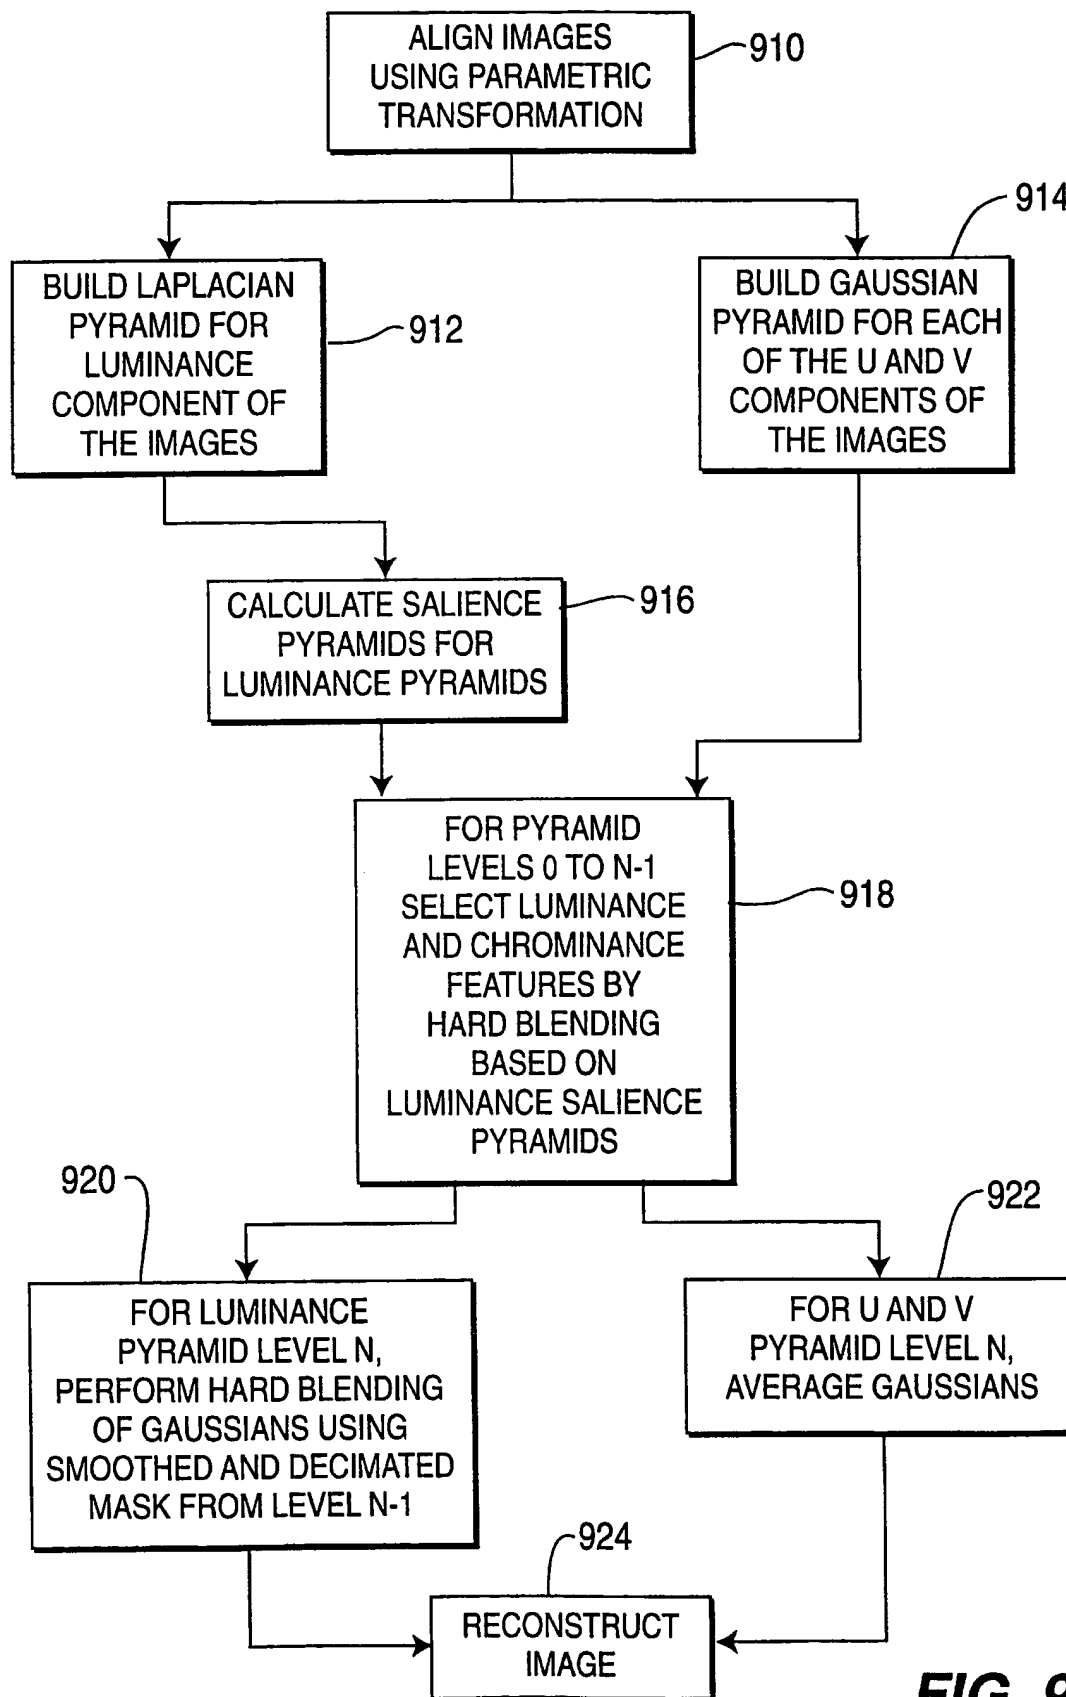 ALIGN IMAGES
USING PARAMETRIC
TRANSFORMATION
910
914
BUILD LAPLACIAN
PYRAMID FOR
LUMINANCE
COMPONENT OF
THE IMAGES
912
BUILD GAUSSIAN
PYRAMID FOR EACH
OF THE U AND V
COMPONENTS OF
THE IMAGES
CALCULATE SALIENCE
PYRAMIDS FOR
LUMINANCE PYRAMIDS
916
FOR PYRAMID
LEVELS 0 TO N-1
SELECT LUMINANCE
AND CHROMINANCE
FEATURES BY
HARD BLENDING
BASED ON
LUMINANCE SALIENCE
PYRAMIDS
918
920
922
FOR LUMINANCE
PYRAMID LEVEL N,
PERFORM HARD BLENDING
OF GAUSSIANS USING
SMOOTHED AND DECIMATED
MASK FROM LEVEL N-1
FOR U AND V
PYRAMID LEVEL N,
AVERAGE GAUSSIANS
924
RECONSTRUCT
IMAGE
FIG. 9